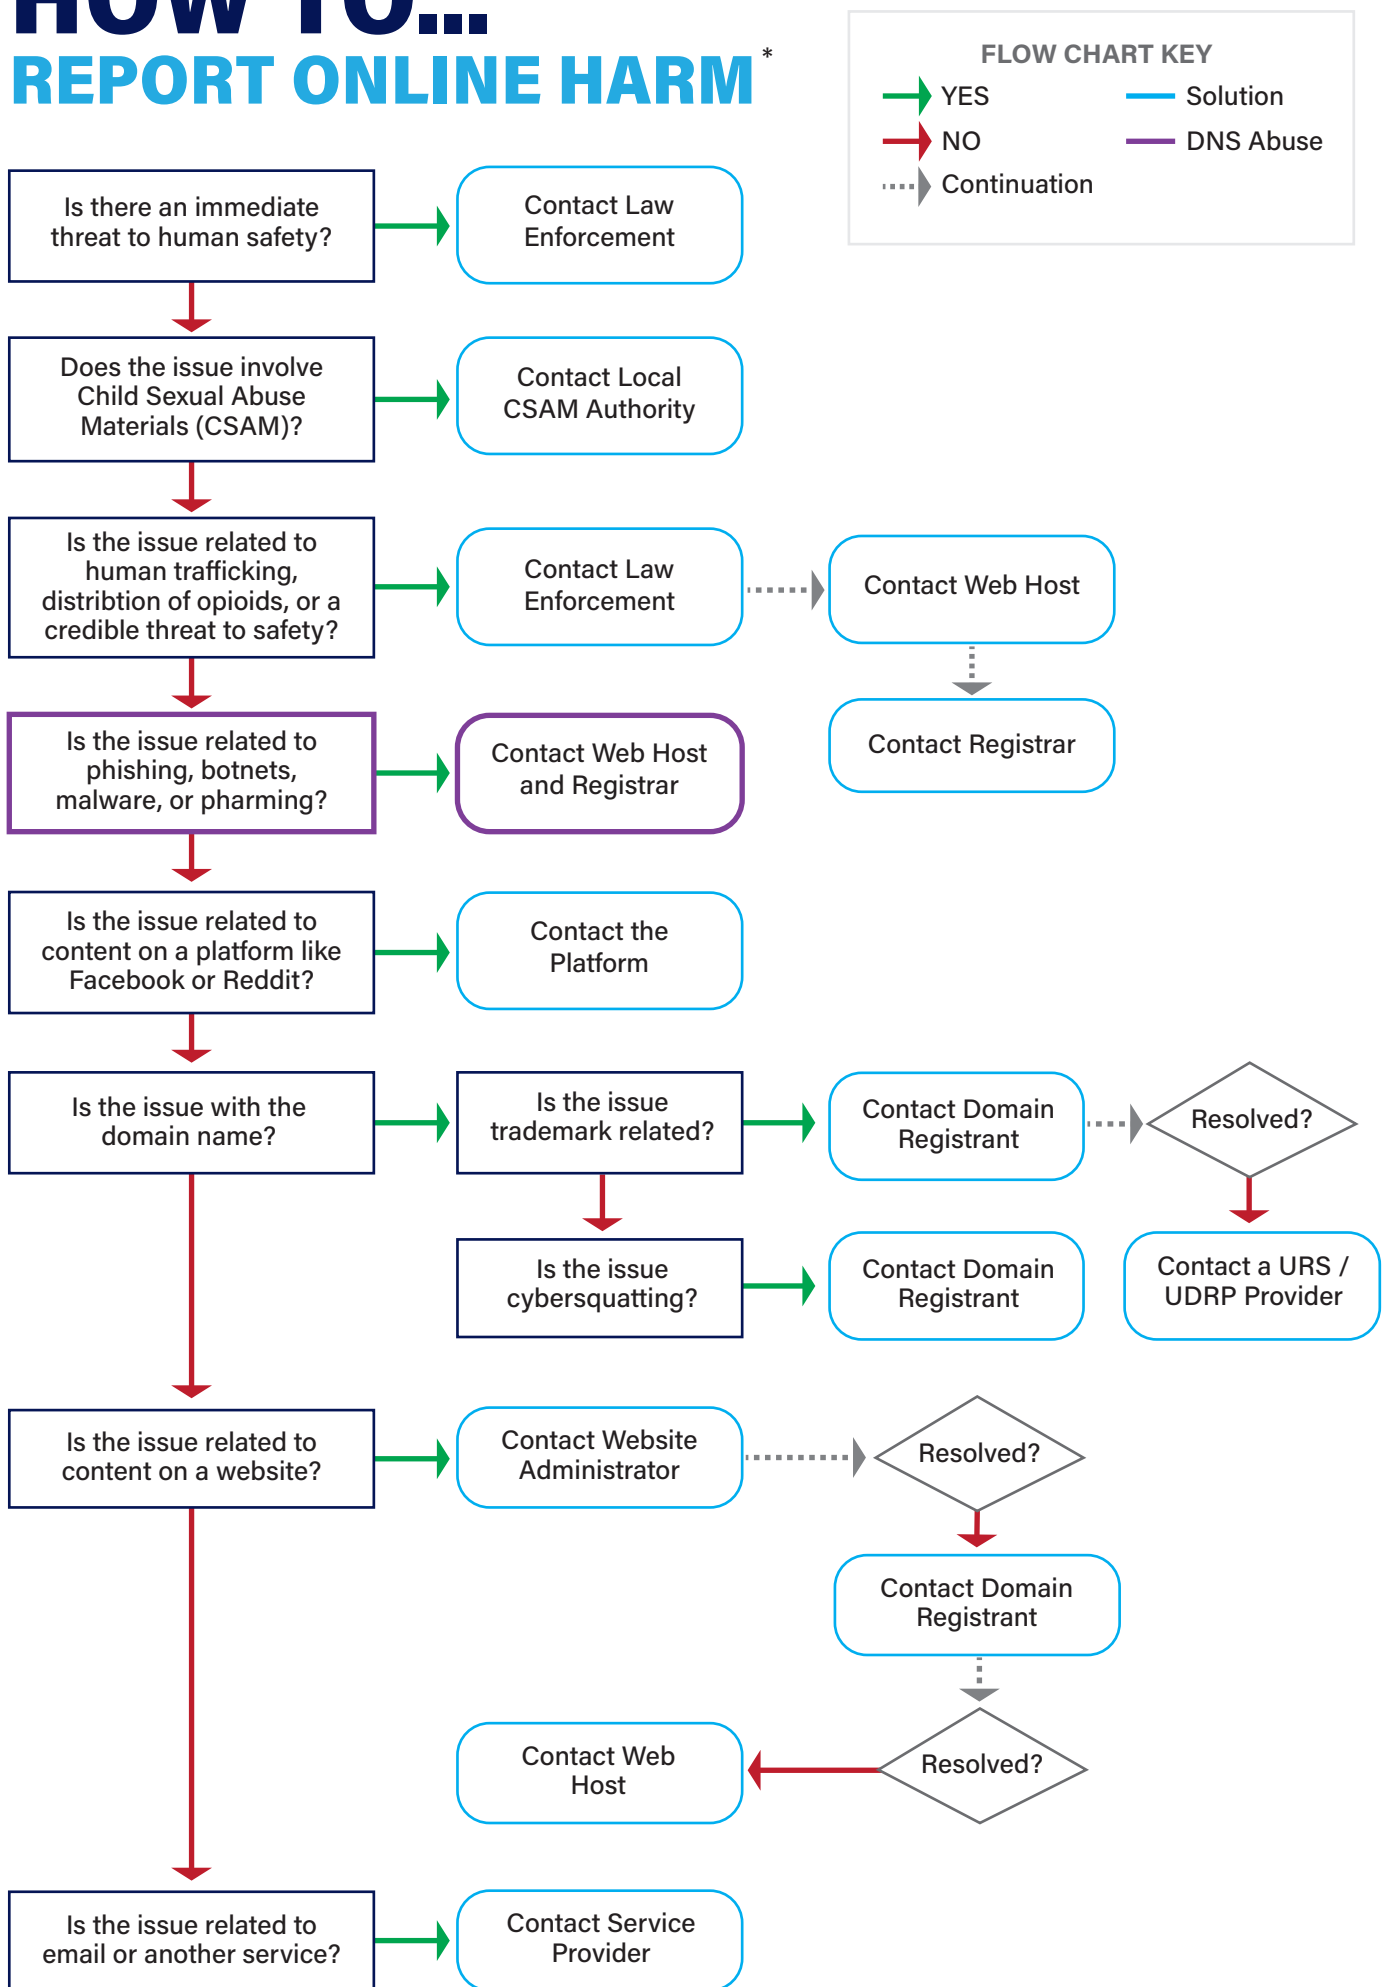 HOW TO...
REPORT ONLINE HARM*
FLOW CHART KEY
YES
Solution
NO
DNS Abuse
Continuation
Is there an immediate
threat to human safety?
Contact Law
Enforcement
Does the issue involve
Child Sexual Abuse
Materials (CSAM)?
Contact Local
CSAM Authority
Is the issue related to
human trafficking,
distribtion of opioids, or a
credible threat to safety?
Contact Law
Enforcement
Contact Web Host
Contact Registrar
Is the issue related to
phishing, botnets,
malware, or pharming?
Contact Web Host
and Registrar
Is the issue related to
content on a platform like
Facebook or Reddit?
Contact the
Platform
Is the issue with the
domain name?
Is the issue
trademark related?
Contact Domain
Registrant
Resolved?
Is the issue
cybersquatting?
Contact Domain
Registrant
Contact a URS /
UDRP Provider
Is the issue related to
content on a website?
Contact Website
Administrator
Resolved?
Contact Domain
Registrant
Resolved?
Contact Web
Host
Is the issue related to
email or another service?
Contact Service
Provider